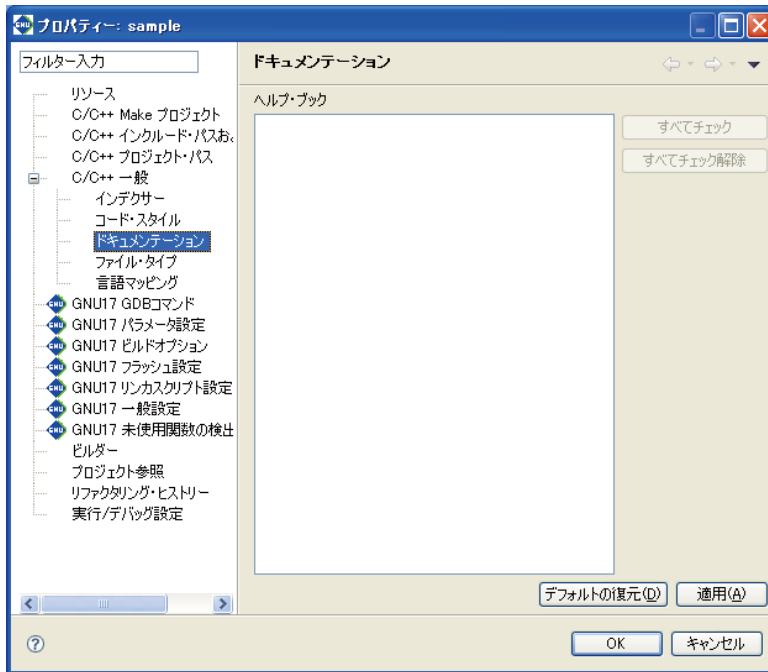 プロパティー: sample
フィルター入力
リソース
C/C++ Make プロジェクト
C/C++ インクルード・パスお
C/C++ プロジェクト・パス
C/C++ 一般
インデクサー
コード・スタイル
ドキュメンテーション
ファイル・タイプ
言語マッピング
GNU17 GDBコマンド
GNU17 パラメータ設定
GNU17 ビルドオプション
GNU17 フラッシュ設定
GNU17 リンカスクリプト設定
GNU17 一般設定
GNU17 未使用関数の検出
ビルダー
プロジェクト参照
リファクタリング・ヒストリー
実行/デバッグ設定
ドキュメンテーション
ヘルプ・ブック
すべてチェック
すべてチェック解除
デフォルトの復元(D)
適用(A)
OK
キャンセル